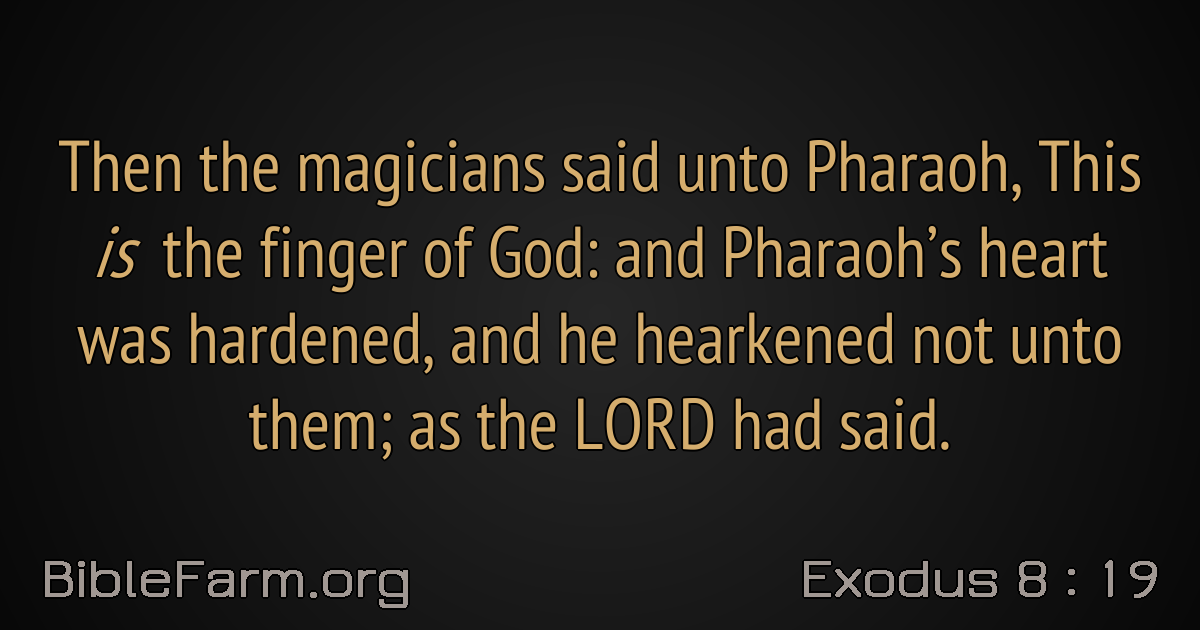 Then the magicians said unto Pharaoh, This
is the finger of God: and Pharaoh’s heart
was hardened, and he hearkened not unto
them; as the LORD had said.
BibleFarm.org
Exodus 8 : 19